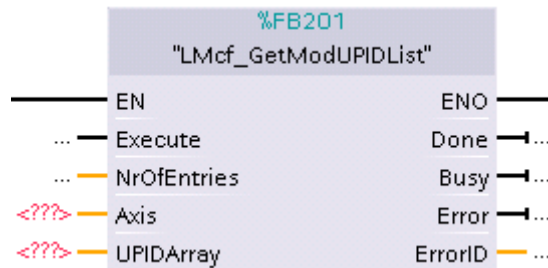 %FB201
"LMcf_GetModUPIDList"
EN ENO
... Execute Done ...
... NrOfEntries Busy ...
<???> Axis Error ...
<???> UPIDArray ErrorID ...